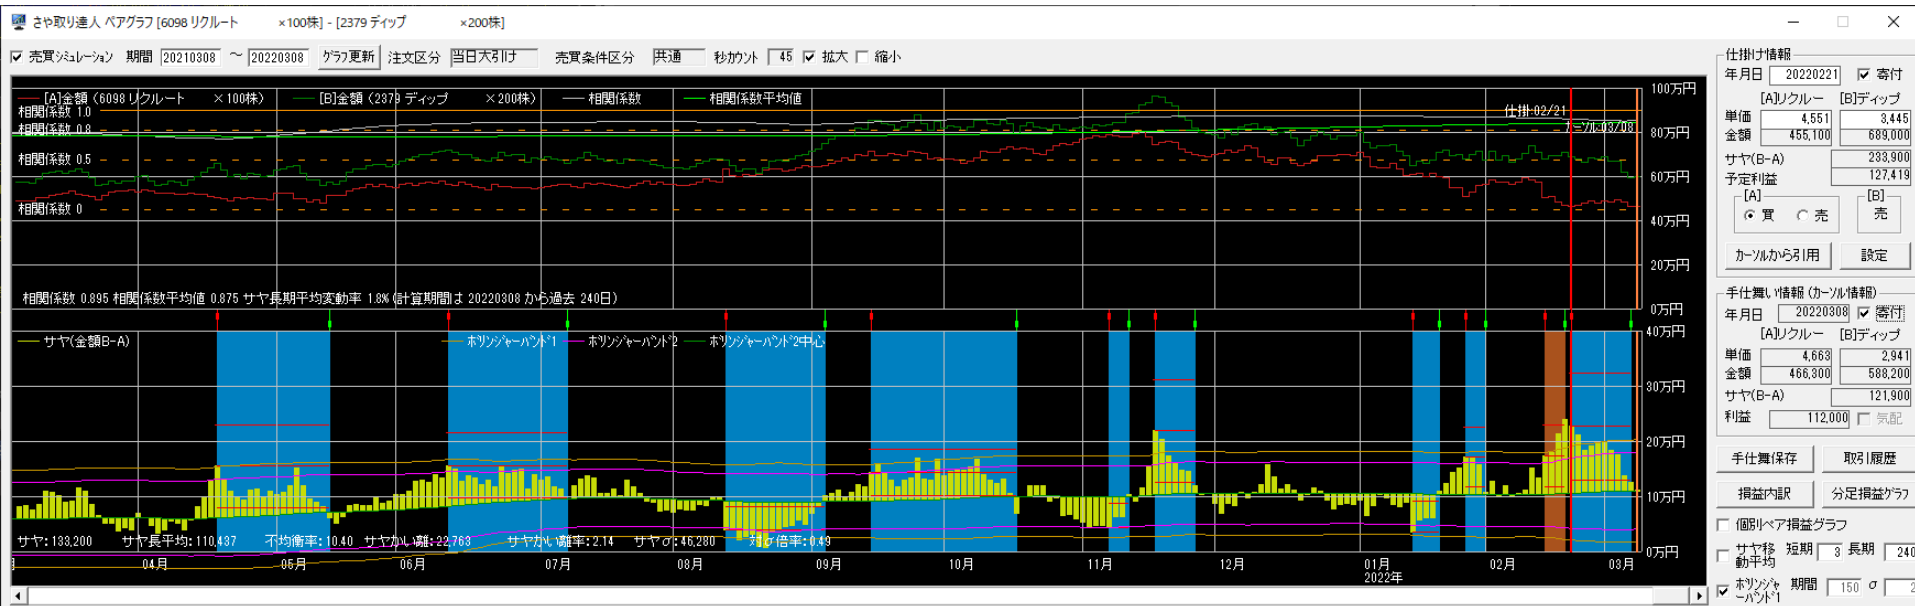 さや取り達人 ペアグラフ [6098 リクルート ×100株] - [2379 ディップ ×200株]
売買シミュレーション 期間 20210308 ～ 20220308 グラフ更新 注文区分 当日大引け 売買条件区分 共通 秒カウント 45 拡大 縮小
[A]金額 (6098 リクルート ×100株) [B]金額 (2379 ディップ ×200株) 相関係数 相関係数平均値
相関係数 1.0
相関係数 0.8
相関係数 0.5
相関係数 0
仕掛:02/21
カーソル:03/08
100万円
80万円
60万円
40万円
20万円
0万円
相関係数 0.895 相関係数平均値 0.875 サヤ長期平均変動率 1.8% (計算期間は 20220308 から過去 240日)
サヤ(金額B-A) ボリンジャーバンド1 ボリンジャーバンド2 ボリンジャーバンド2中心
40万円
30万円
20万円
10万円
0万円
サヤ:133,200 サヤ長平均:110,437 不均衡率:10.40 サヤかい離:22,763 サヤかい離率:2.14 サヤσ:46,280 対σ倍率:0.49
月 04月 05月 06月 07月 08月 09月 10月 11月 12月 01月 02月 03月
2022年
仕掛け情報
年月日 20220221 寄付
[A]リクルー [B]ディップ
単価 4,551 3,445
金額 455,100 689,000
サヤ(B-A) 233,900
予定利益 127,419
[A] [B]
買 売 売
カーソルから引用 設定
手仕舞い情報 (カーソル情報)
年月日 20220308 寄付
[A]リクルー [B]ディップ
単価 4,663 2,941
金額 466,300 588,200
サヤ(B-A) 121,900
利益 112,000 気配
手仕舞保存 取引履歴
損益内訳 分足損益グラフ
個別ペア損益グラフ
サヤ移動平均 短期 3 長期 240
ボリンジャーバンド1 期間 150 σ 2